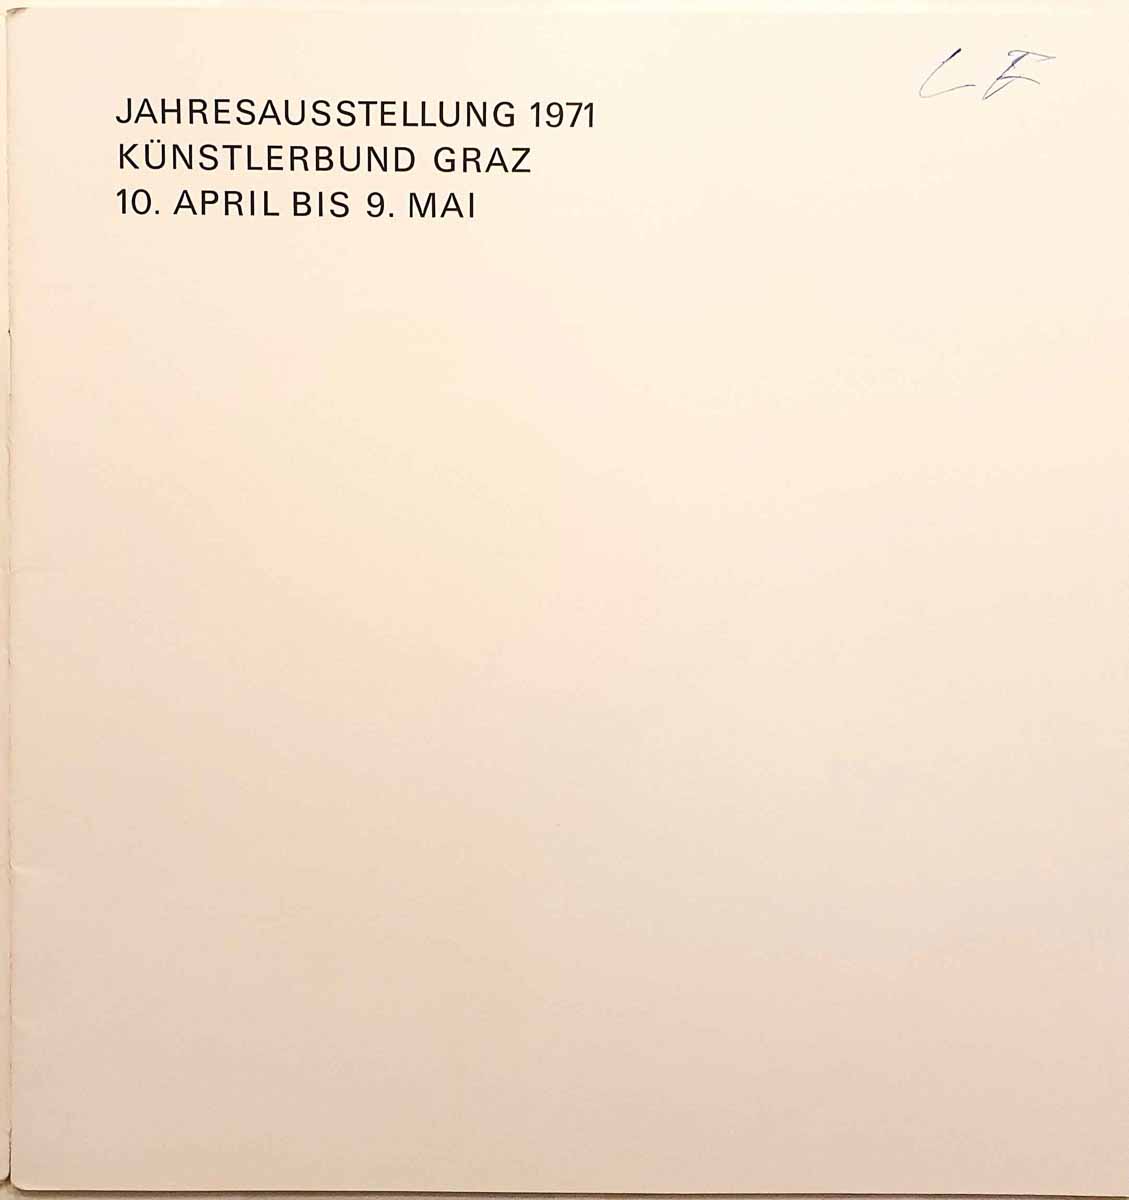 JAHRESAUSSTELLUNG 1971
KÜNSTLERBUND GRAZ
10. APRIL BIS 9. MAI